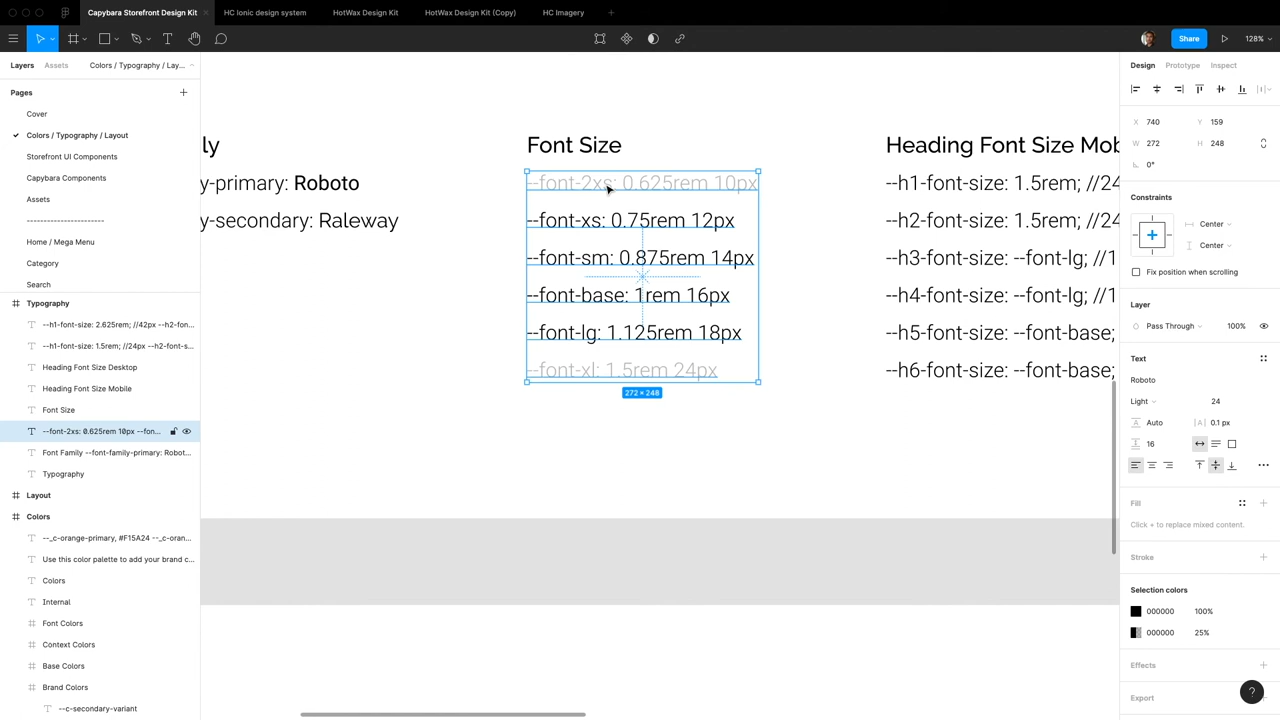 Capybara Storefront Design Kit
HC Ionic design system
HotWax Design Kit
HotWax Design Kit (Copy)
HC Imagery
Share
128%
Layers
Assets
Colors / Typography / Lay...
Pages
Cover
Colors / Typography / Layout
Storefront UI Components
Capybara Components
Assets
-----------------------
Home / Mega Menu
Category
Search
Typography
--h1-font-size: 2.625rem; //42px --h2-fon...
--h1-font-size: 1.5rem; //24px --h2-font-s...
Heading Font Size Desktop
Heading Font Size Mobile
Font Size
--font-2xs: 0.625rem 10px --fon...
Font Family --font-family-primary: Robot...
Typography
Layout
Colors
--_c-orange-primary, #F15A24 --_c-oran...
Use this color palette to add your brand c...
Colors
Internal
Font Colors
Context Colors
Base Colors
Brand Colors
--c-secondary-variant
ly
y-primary: Roboto
y-secondary: Raleway
Font Size
--font-2xs: 0.625rem 10px
--font-xs: 0.75rem 12px
--font-sm: 0.875rem 14px
--font-base: 1rem 16px
--font-lg: 1.125rem 18px
--font-xl: 1.5rem 24px
272 × 248
Heading Font Size Mob
--h1-font-size: 1.5rem; //24
--h2-font-size: 1.5rem; //24
--h3-font-size: --font-lg; //1
--h4-font-size: --font-lg; //1
--h5-font-size: --font-base;
--h6-font-size: --font-base;
Design
Prototype
Inspect
X 740 Y 159
W 272 H 248
0°
Constraints
Center
Center
Fix position when scrolling
Layer
Pass Through 100%
Text
Roboto
Light 24
Auto 0.1 px
16
Fill
Click + to replace mixed content.
Stroke
Selection colors
000000 100%
000000 25%
Effects
Export
?